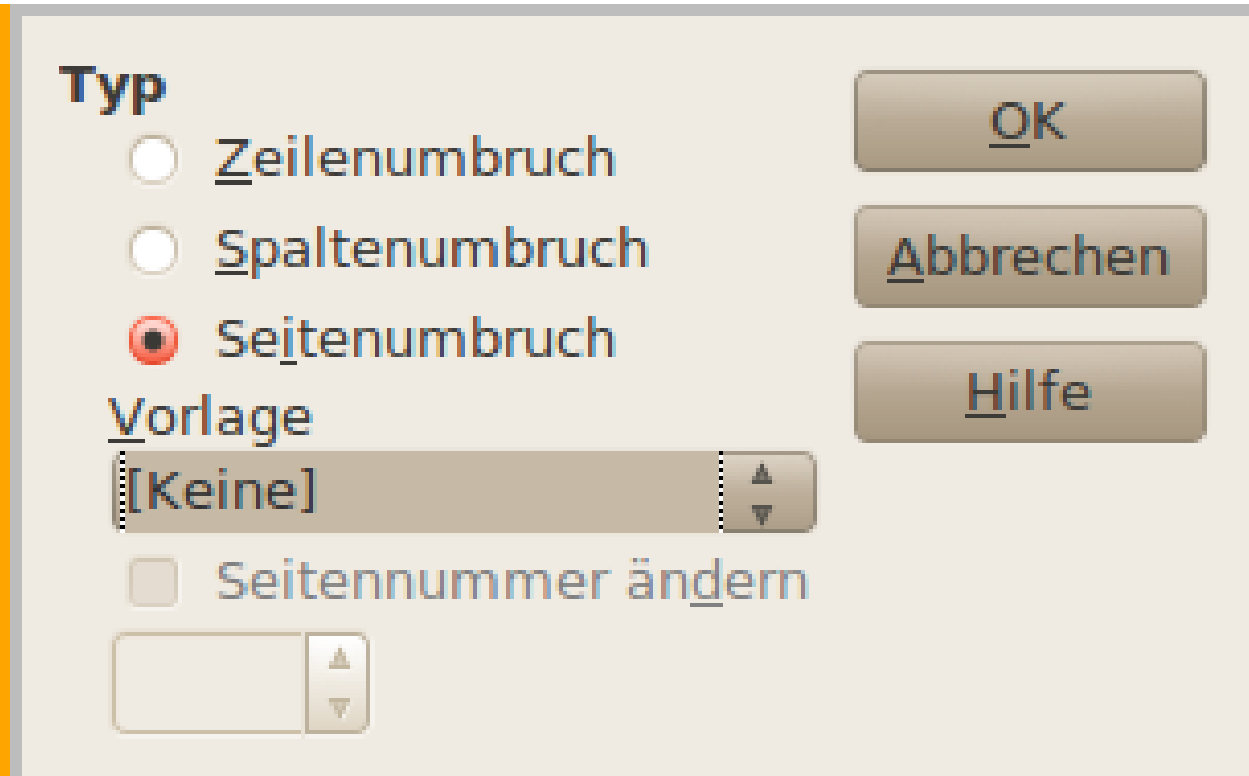 Typ
Zeilenumbruch
Spaltenumbruch
Seitenumbruch
Vorlage
[Keine]
Seitennummer ändern
OK
Abbrechen
Hilfe